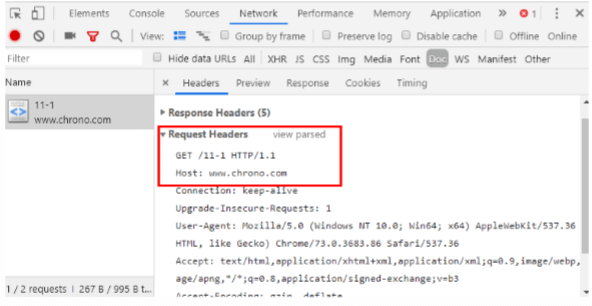 Elements Console Sources Network Performance Memory Application » 1
View: Group by frame Preserve log Disable cache Offline Online
Filter Hide data URLs All XHR JS CSS Img Media Font Doc WS Manifest Other
Name × Headers Preview Response Cookies Timing
11-1
www.chrono.com
▶ Response Headers (5)
▼ Request Headers view parsed
GET /11-1 HTTP/1.1
Host: www.chrono.com
Connection: keep-alive
Upgrade-Insecure-Requests: 1
User-Agent: Mozilla/5.0 (Windows NT 10.0; Win64; x64) AppleWebKit/537.36
HTML, like Gecko) Chrome/73.0.3683.86 Safari/537.36
Accept: text/html,application/xhtml+xml,application/xml;q=0.9,image/webp,
age/apng,*/*;q=0.8,application/signed-exchange;v=b3
Accept-Encoding: gzip, deflate
1 / 2 requests | 267 B / 995 B t...